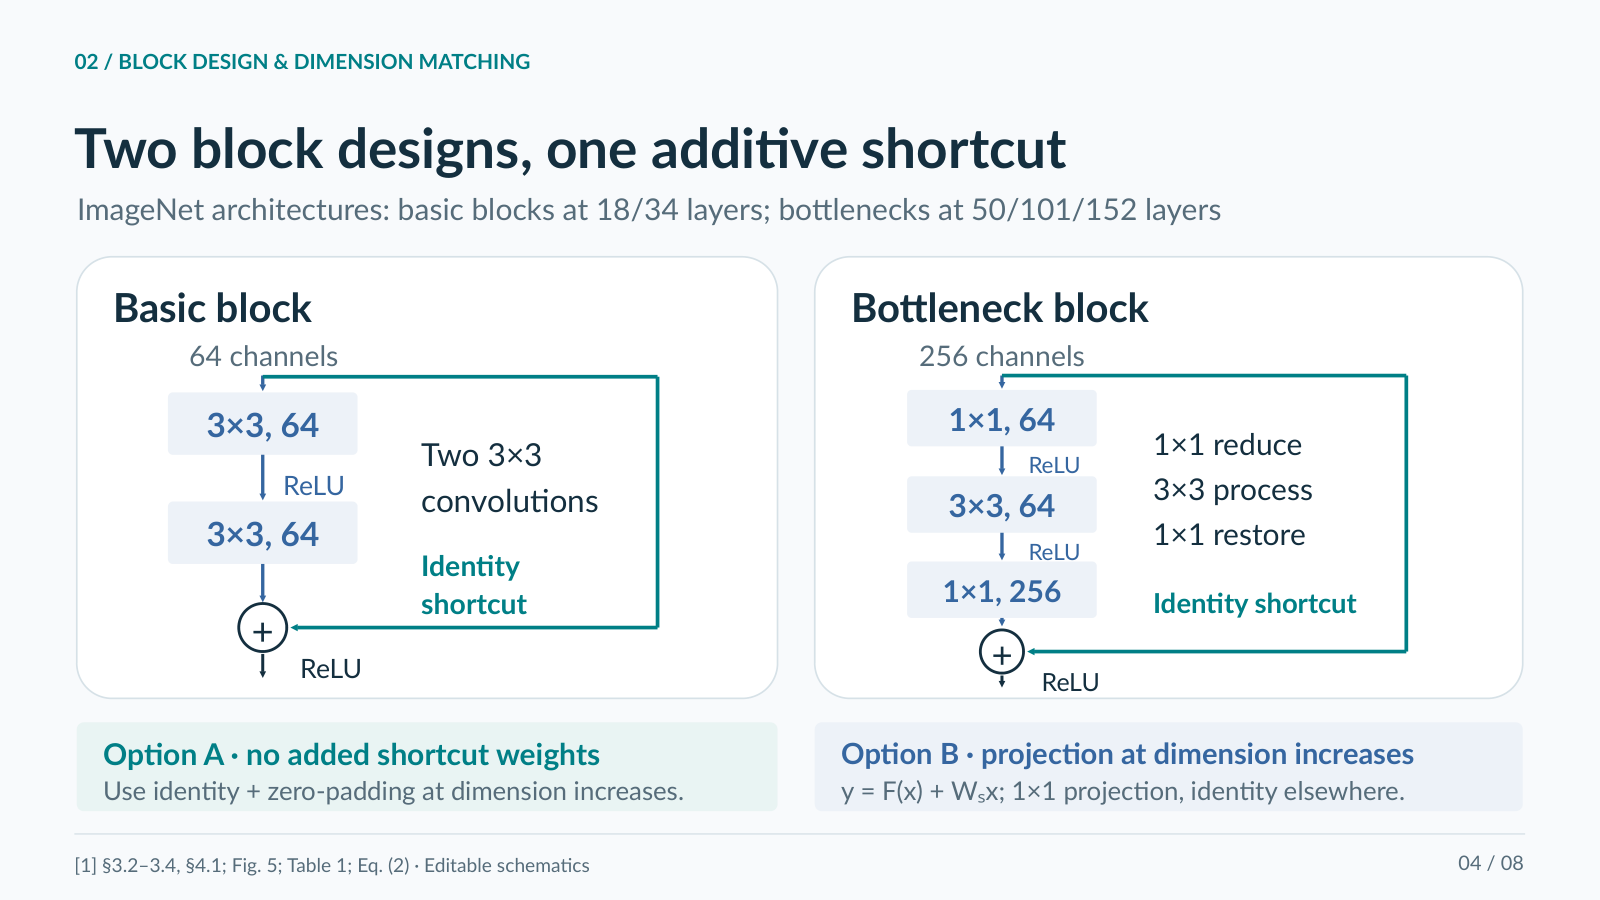 02 / BLOCK DESIGN & DIMENSION MATCHING
Two block designs, one additive shortcut
ImageNet architectures: basic blocks at 18/34 layers; bottlenecks at 50/101/152 layers
Basic block
64 channels
3×3, 64
ReLU
3×3, 64
+
ReLU
Two 3×3
convolutions
Identity
shortcut
Bottleneck block
256 channels
1×1, 64
ReLU
3×3, 64
ReLU
1×1, 256
+
ReLU
1×1 reduce
3×3 process
1×1 restore
Identity shortcut
Option A · no added shortcut weights
Use identity + zero-padding at dimension increases.
Option B · projection at dimension increases
y = F(x) + Wₛx; 1×1 projection, identity elsewhere.
[1] §3.2–3.4, §4.1; Fig. 5; Table 1; Eq. (2) · Editable schematics
04 / 08